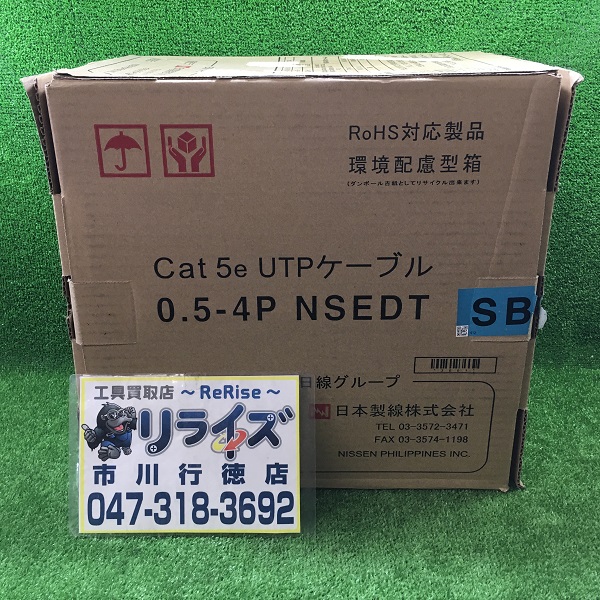 RoHS対応製品
環境配慮型箱
(ダンボール古紙としてリサイクル出来ます)
Cat 5e UTPケーブル
0.5-4P NSEDT
SB
日線グループ
日本製線株式会社
TEL 03-3572-3471
FAX 03-3574-1198
NISSEN PHILIPPINES INC.
工具買取店 ～ReRise～
リライズ
市川行徳店
047-318-3692